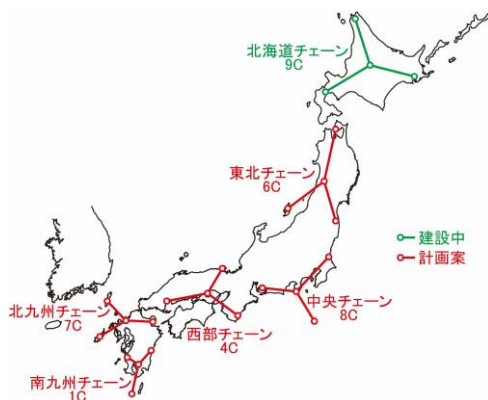 北海道チェーン
9C
東北チェーン
6C
建設中
計画案
中央チェーン
8C
北九州チェーン
7C
西部チェーン
4C
南九州チェーン
1C